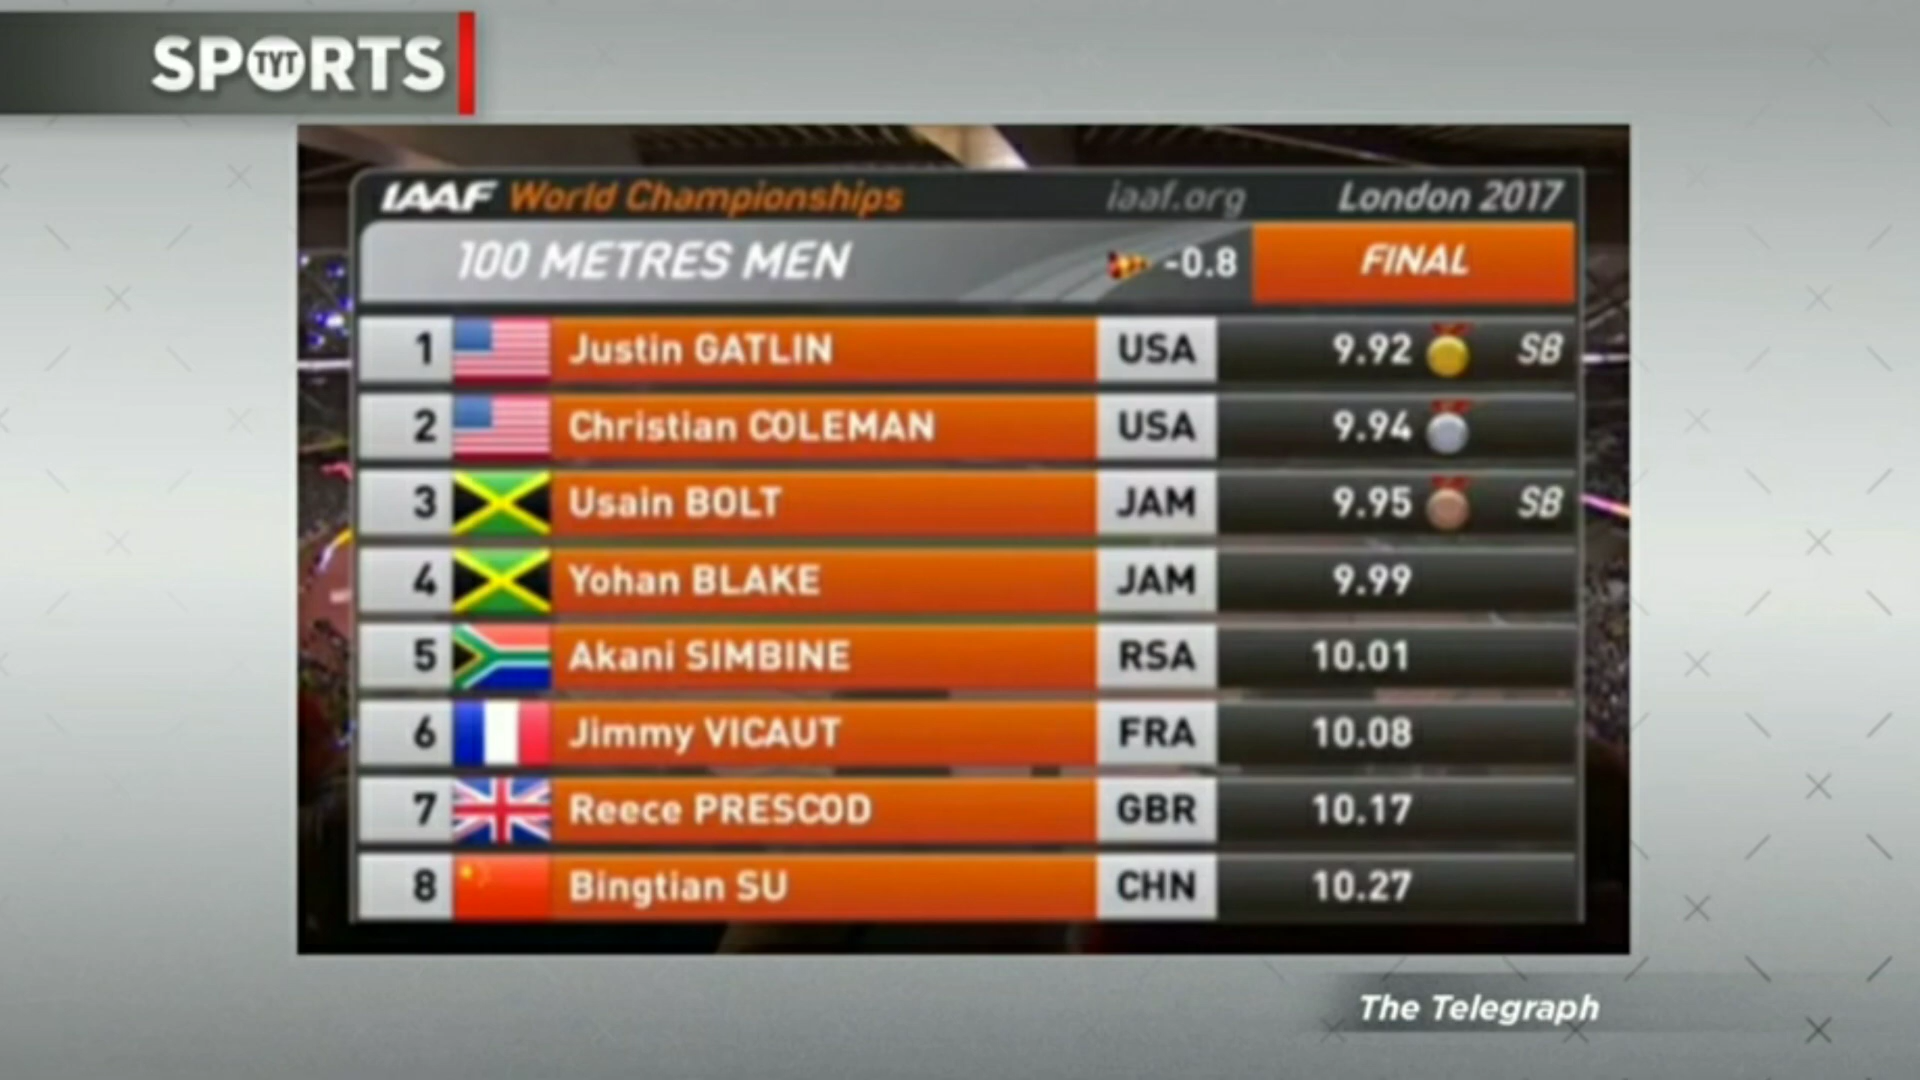 SPORTS
TYT
IAAF World Championships iaaf.org London 2017
100 METRES MEN -0.8 FINAL
1 Justin GATLIN USA 9.92 SB
2 Christian COLEMAN USA 9.94
3 Usain BOLT JAM 9.95 SB
4 Yohan BLAKE JAM 9.99
5 Akani SIMBINE RSA 10.01
6 Jimmy VICAUT FRA 10.08
7 Reece PRESCOD GBR 10.17
8 Bingtian SU CHN 10.27
The Telegraph